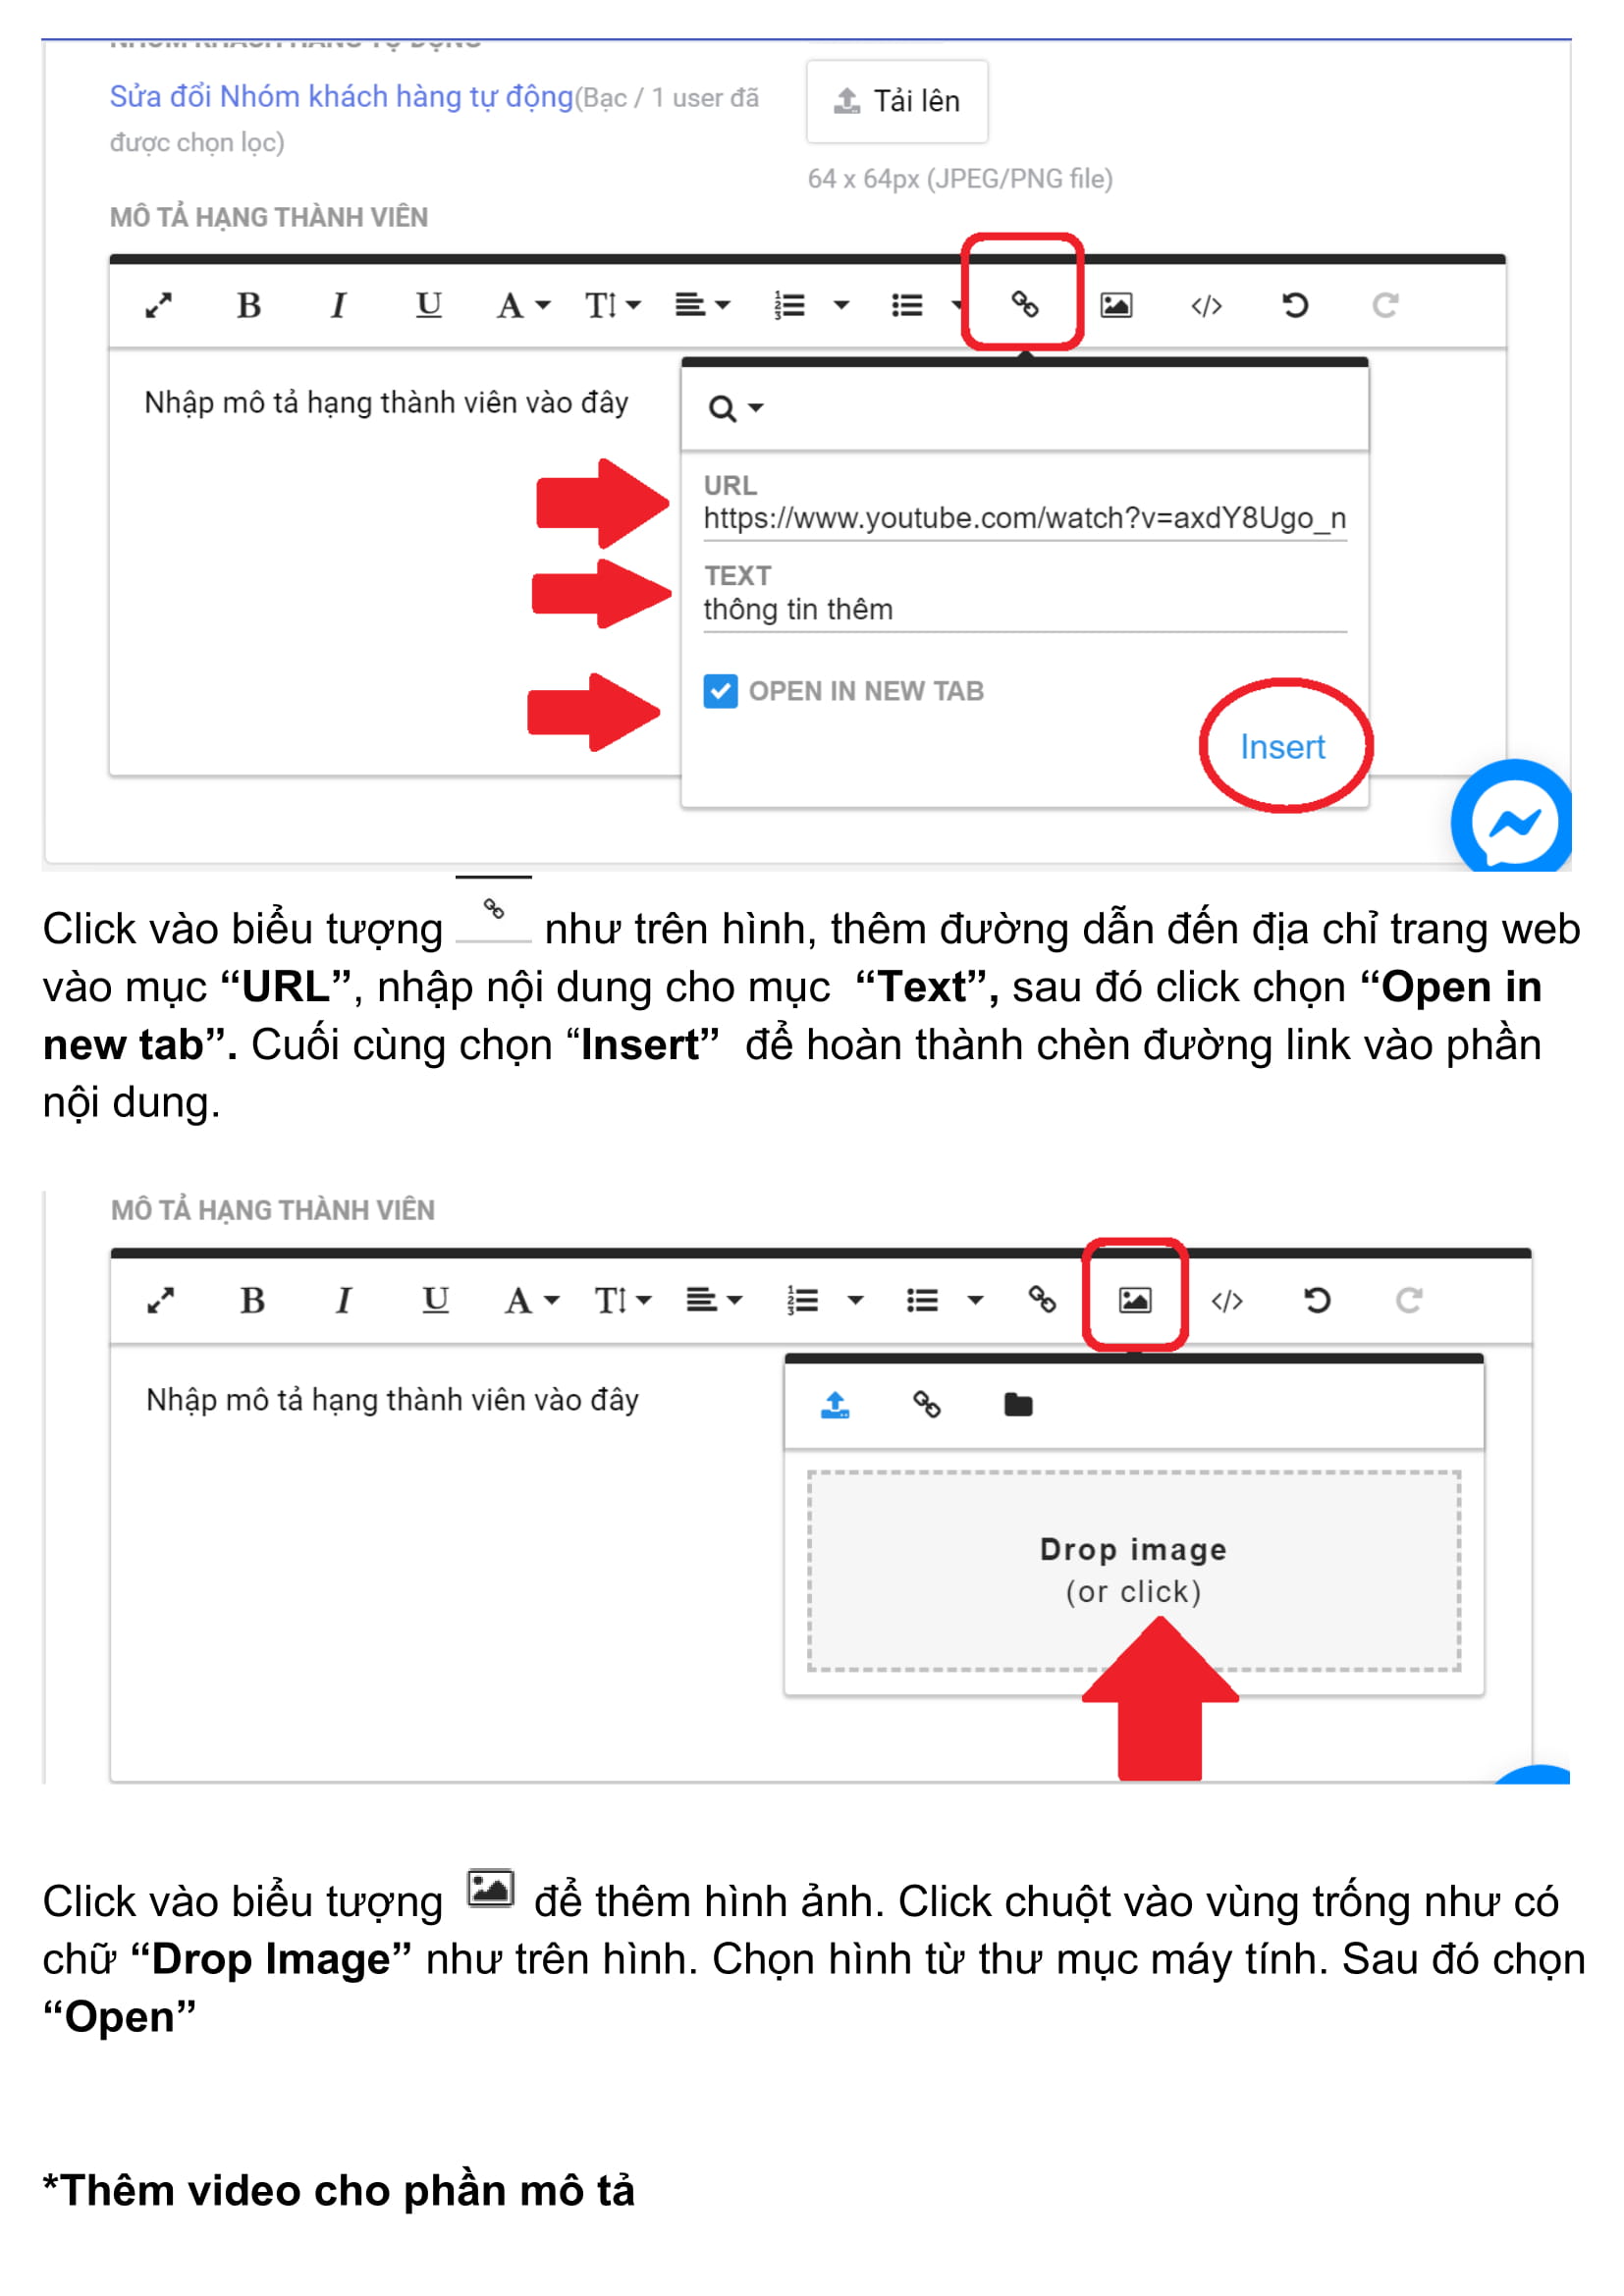 NHÓM KHÁCH HÀNG TỰ ĐỘNG
Sửa đổi Nhóm khách hàng tự động(Bạc / 1 user đã
được chọn lọc)
Tải lên
64 x 64px (JPEG/PNG file)
MÔ TẢ HẠNG THÀNH VIÊN
B I U A T
Nhập mô tả hạng thành viên vào đây
URL
https://www.youtube.com/watch?v=axdY8Ugo_n
TEXT
thông tin thêm
OPEN IN NEW TAB
Insert
Click vào biểu tượng như trên hình, thêm đường dẫn đến địa chỉ trang web
vào mục “URL”, nhập nội dung cho mục “Text”, sau đó click chọn “Open in
new tab”. Cuối cùng chọn “Insert” để hoàn thành chèn đường link vào phần
nội dung.
MÔ TẢ HẠNG THÀNH VIÊN
B I U A T
Nhập mô tả hạng thành viên vào đây
Drop image
(or click)
Click vào biểu tượng để thêm hình ảnh. Click chuột vào vùng trống như có
chữ “Drop Image” như trên hình. Chọn hình từ thư mục máy tính. Sau đó chọn
“Open”
*Thêm video cho phần mô tả